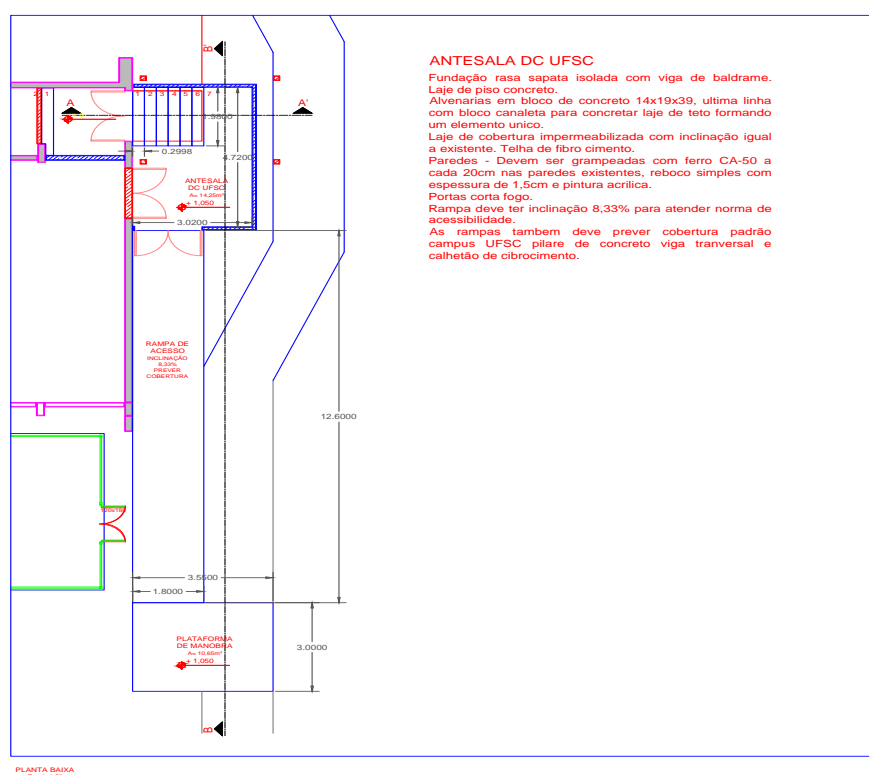 ANTESALA DC UFSC
Fundação rasa sapata isolada com viga de baldrame.
Laje de piso concreto.
Alvenarias em bloco de concreto 14x19x39, ultima linha
com bloco canaleta para concretar laje de teto formando
um elemento unico.
Laje de cobertura impermeabilizada com inclinação igual
a existente. Telha de fibro cimento.
Paredes - Devem ser grampeadas com ferro CA-50 a
cada 20cm nas paredes existentes, reboco simples com
espessura de 1,5cm e pintura acrilica.
Portas corta fogo.
Rampa deve ter inclinação 8,33% para atender norma de
acessibilidade.
As rampas tambem deve prever cobertura padrão
campus UFSC pilare de concreto viga tranversal e
calhetão de cibrocimento.
B'
A
A'
2 1
1 2 3 4 5 6 7
0.2998
4.7200
ANTESALA
DC UFSC
A= 14,25m²
+ 1,050
3.0200
RAMPA DE
ACESSO
INCLINAÇÃO
8,33%
PREVER
COBERTURA
12.6000
3.5500
1.8000
PLATAFORMA
DE MANOBRA
A= 10,65m²
+ 1,050
3.0000
B
PLANTA BAIXA